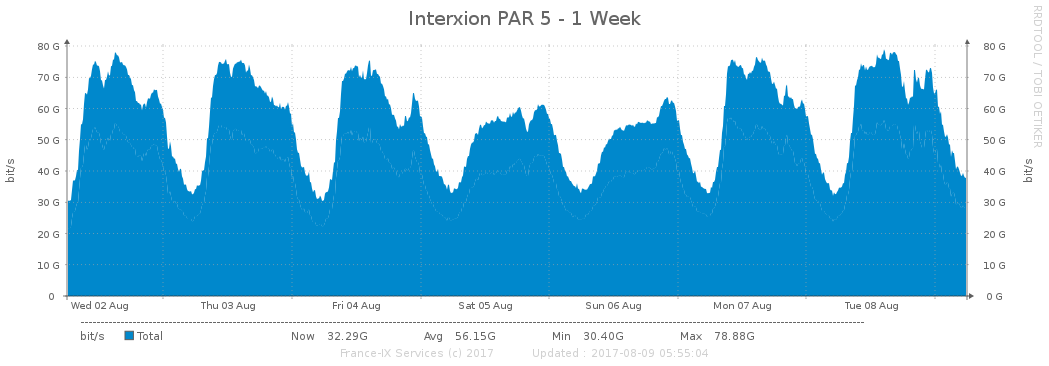 Interxion PAR 5 - 1 Week
RRDTOOL / TOBI OETIKER
bit/s
bit/s
80 G 80 G
70 G 70 G
60 G 60 G
50 G 50 G
40 G 40 G
30 G 30 G
20 G 20 G
10 G 10 G
0 0 G
Wed 02 Aug Thu 03 Aug Fri 04 Aug Sat 05 Aug Sun 06 Aug Mon 07 Aug Tue 08 Aug
bit/s Total Now 32.29G Avg 56.15G Min 30.40G Max 78.88G
France-IX Services (c) 2017 Updated : 2017-08-09 05:55:04